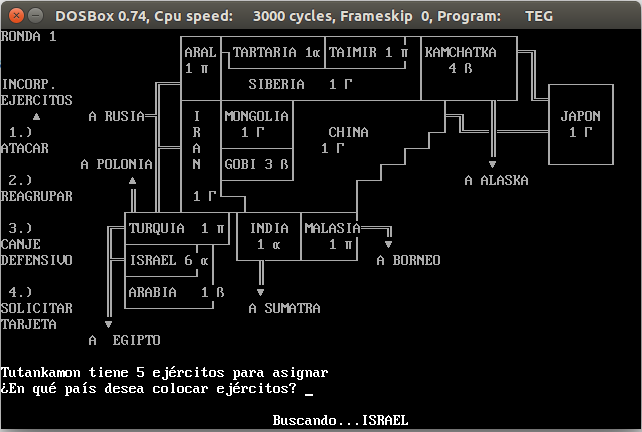 DOSBox 0.74, Cpu speed:    3000 cycles, Frameskip  0, Program:     TEG
RONDA 1
ARAL TARTARIA 1α TAIMIR 1 π KAMCHATKA
1 π 4 ß
INCORP. SIBERIA 1 Γ
EJERCITOS
▲ A RUSIA I MONGOLIA JAPON
1.) R 1 Γ CHINA 1 Γ
ATACAR A 1 Γ
A POLONIA N GOBI 3 ß
2.) ▲ A ALASKA
REAGRUPAR 1 Γ
3.) TURQUIA 1 π INDIA MALASIA
CANJE 1 α 1 π
DEFENSIVO ISRAEL 6 α A BORNEO
4.) ARABIA 1 ß
SOLICITAR A SUMATRA
TARJETA
A EGIPTO
Tutankamon tiene 5 ejércitos para asignar
¿En qué país desea colocar ejércitos? _
Buscando...ISRAEL